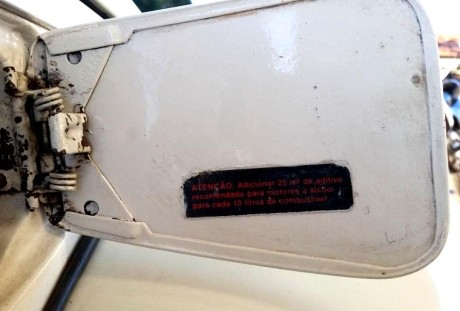 ATENÇÃO: Adicionar 25 ml de aditivo
recomendado para motores a álcool
para cada 10 litros de combustível